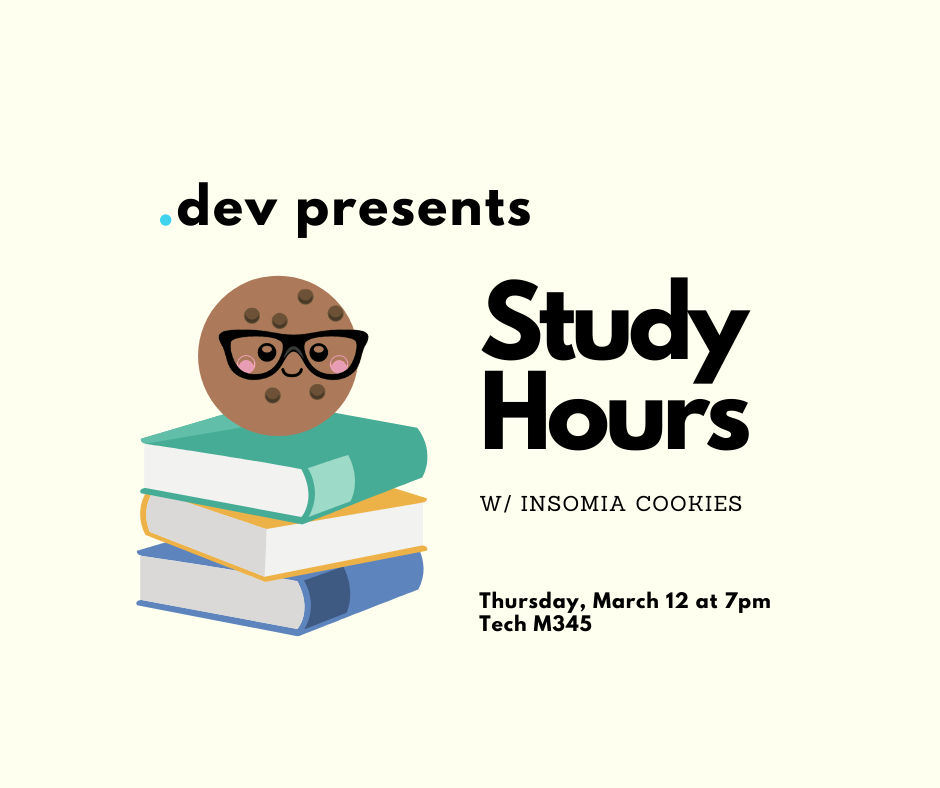 .dev presents
Study
Hours
W/ INSOMIA COOKIES
Thursday, March 12 at 7pm
Tech M345